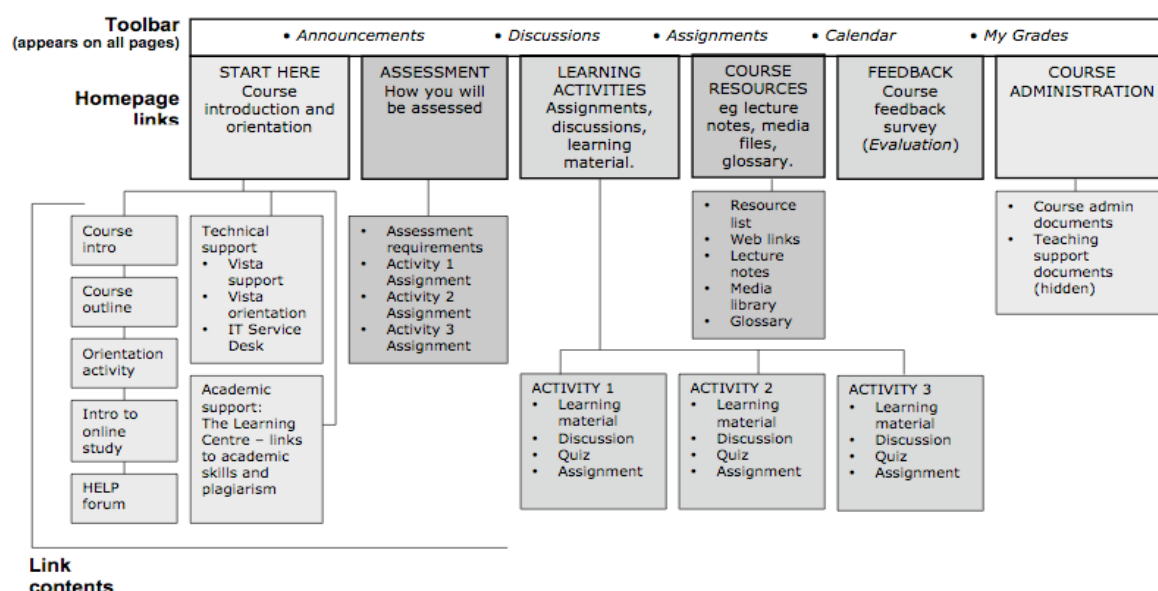 Toolbar
(appears on all pages)
• Announcements • Discussions • Assignments • Calendar • My Grades
Homepage
links
START HERE
Course
introduction and
orientation
ASSESSMENT
How you will
be assessed
LEARNING
ACTIVITIES
Assignments,
discussions,
learning
material.
COURSE
RESOURCES
eg lecture
notes, media
files,
glossary.
FEEDBACK
Course
feedback
survey
(Evaluation)
COURSE
ADMINISTRATION
Course
intro
Course
outline
Orientation
activity
Intro to
online
study
HELP
forum
Technical
support
• Vista
support
• Vista
orientation
• IT Service
Desk
Academic
support:
The Learning
Centre – links
to academic
skills and
plagiarism
• Assessment
requirements
• Activity 1
Assignment
• Activity 2
Assignment
• Activity 3
Assignment
• Resource
list
• Web links
• Lecture
notes
• Media
library
• Glossary
• Course admin
documents
• Teaching
support
documents
(hidden)
ACTIVITY 1
• Learning
material
• Discussion
• Quiz
• Assignment
ACTIVITY 2
• Learning
material
• Discussion
• Quiz
• Assignment
ACTIVITY 3
• Learning
material
• Discussion
• Quiz
• Assignment
Link
contents